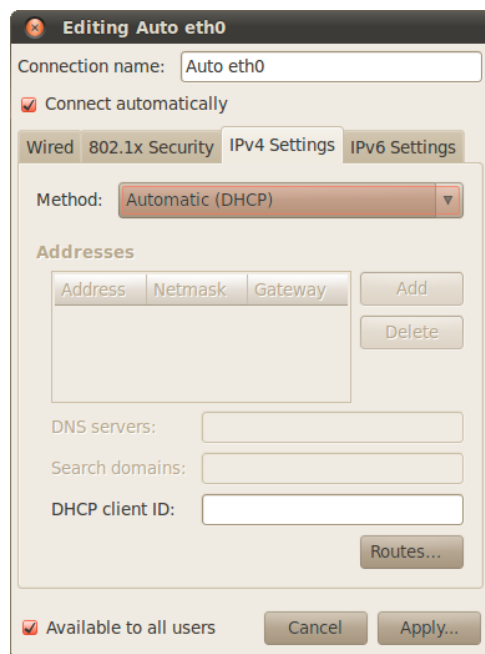 Editing Auto eth0
Connection name: Auto eth0
Connect automatically
Wired 802.1x Security IPv4 Settings IPv6 Settings
Method: Automatic (DHCP)
Addresses
Address Netmask Gateway Add
Delete
DNS servers:
Search domains:
DHCP client ID:
Routes...
Available to all users Cancel Apply...